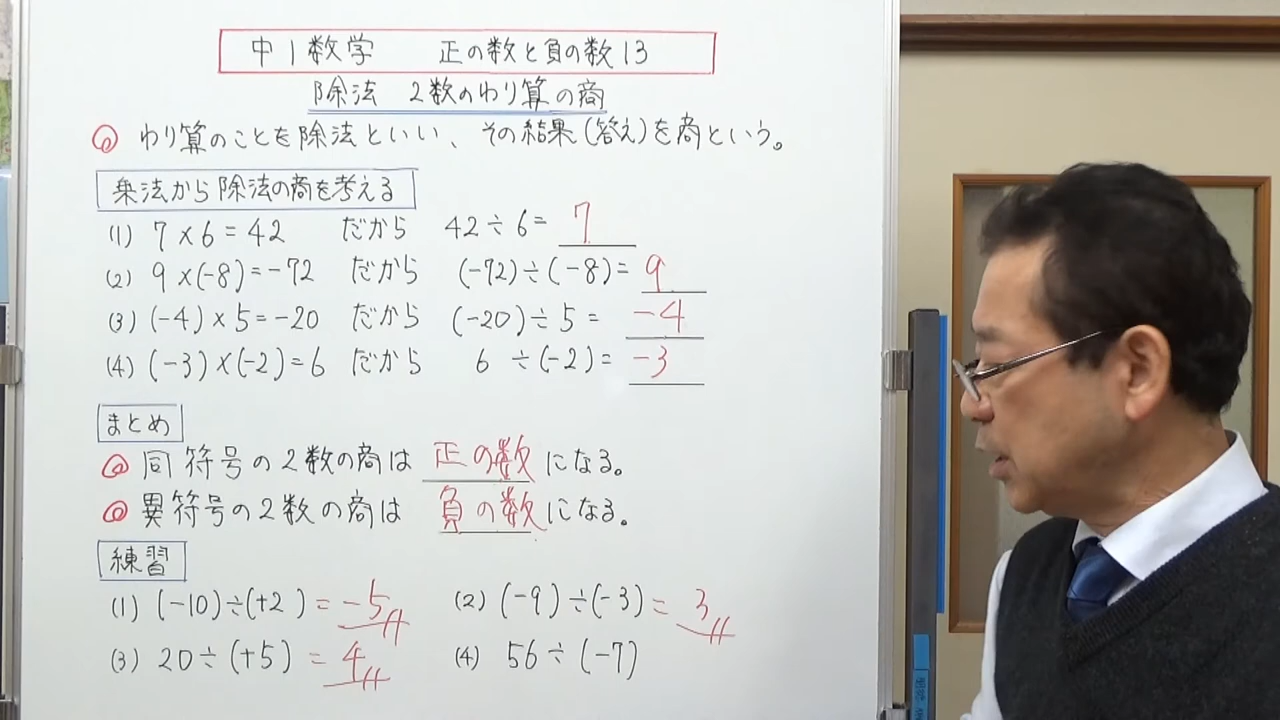 中1数学 正の数と負の数13
除法 2数のわり算の商
◎ わり算のことを除法といい、その結果(答え)を商という。
乗法から除法の商を考える
(1) 7×6=42 だから 42÷6= 7
(2) 9×(-8)=-72 だから (-72)÷(-8)= 9
(3) (-4)×5=-20 だから (-20)÷5= -4
(4) (-3)×(-2)=6 だから 6÷(-2)= -3
まとめ
◎ 同符号の2数の商は 正の数 になる。
◎ 異符号の2数の商は 負の数 になる。
練習
(1) (-10)÷(+2) = -5 (2) (-9)÷(-3) = 3
(3) 20÷(+5) = 4 (4) 56÷(-7)